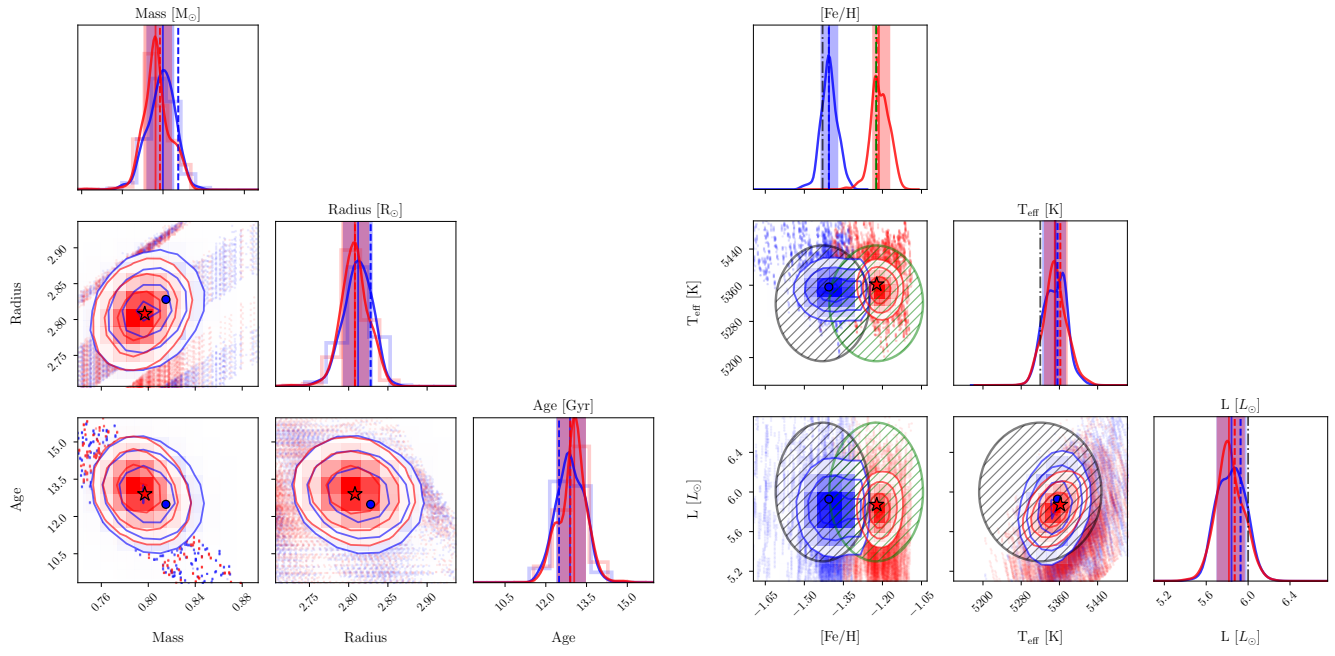 Mass [M⊙]
[Fe/H]
Radius [R⊙]
T_eff [K]
Radius
2.90
2.85
2.80
2.75
T_eff [K]
5440
5360
5280
5200
Age [Gyr]
L [L⊙]
Age
15.0
13.5
12.0
10.5
L [L⊙]
6.4
6.0
5.6
5.2
0.76 0.80 0.84 0.88
2.75 2.80 2.85 2.90
10.5 12.0 13.5 15.0
−1.65 −1.50 −1.35 −1.20 −1.05
5200 5280 5360 5440
5.2 5.6 6.0 6.4
Mass Radius Age
[Fe/H] T_eff [K] L [L⊙]